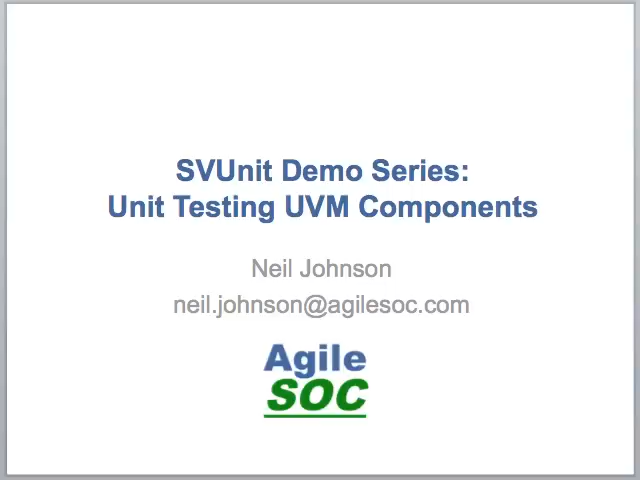 SVUnit Demo Series:
Unit Testing UVM Components
Neil Johnson
neil.johnson@agilesoc.com
Agile
SOC